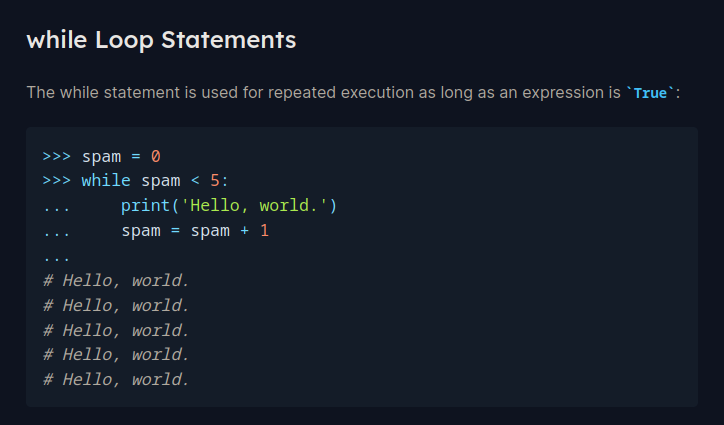 while Loop Statements
The while statement is used for repeated execution as long as an expression is `True`:
>>> spam = 0
>>> while spam < 5:
...     print('Hello, world.')
...     spam = spam + 1
...
# Hello, world.
# Hello, world.
# Hello, world.
# Hello, world.
# Hello, world.